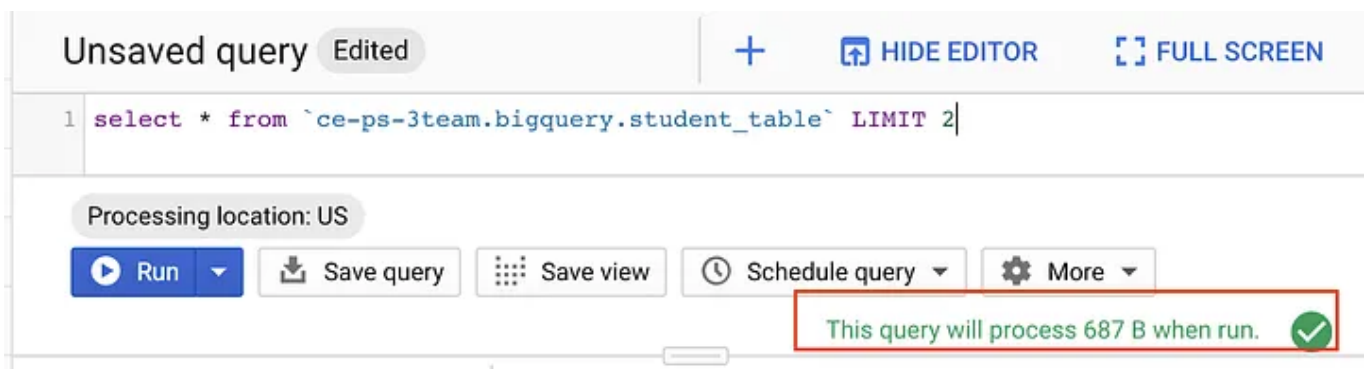 Unsaved query Edited HIDE EDITOR FULL SCREEN
1 select * from `ce-ps-3team.bigquery.student_table` LIMIT 2
Processing location: US
Run Save query Save view Schedule query More
This query will process 687 B when run.